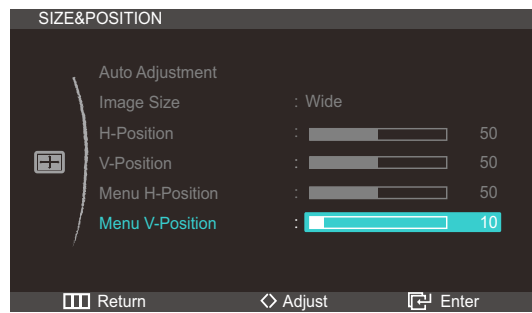 SIZE&POSITION
Auto Adjustment
Image Size : Wide
H-Position : 50
V-Position : 50
Menu H-Position : 50
Menu V-Position : 10
Return Adjust Enter